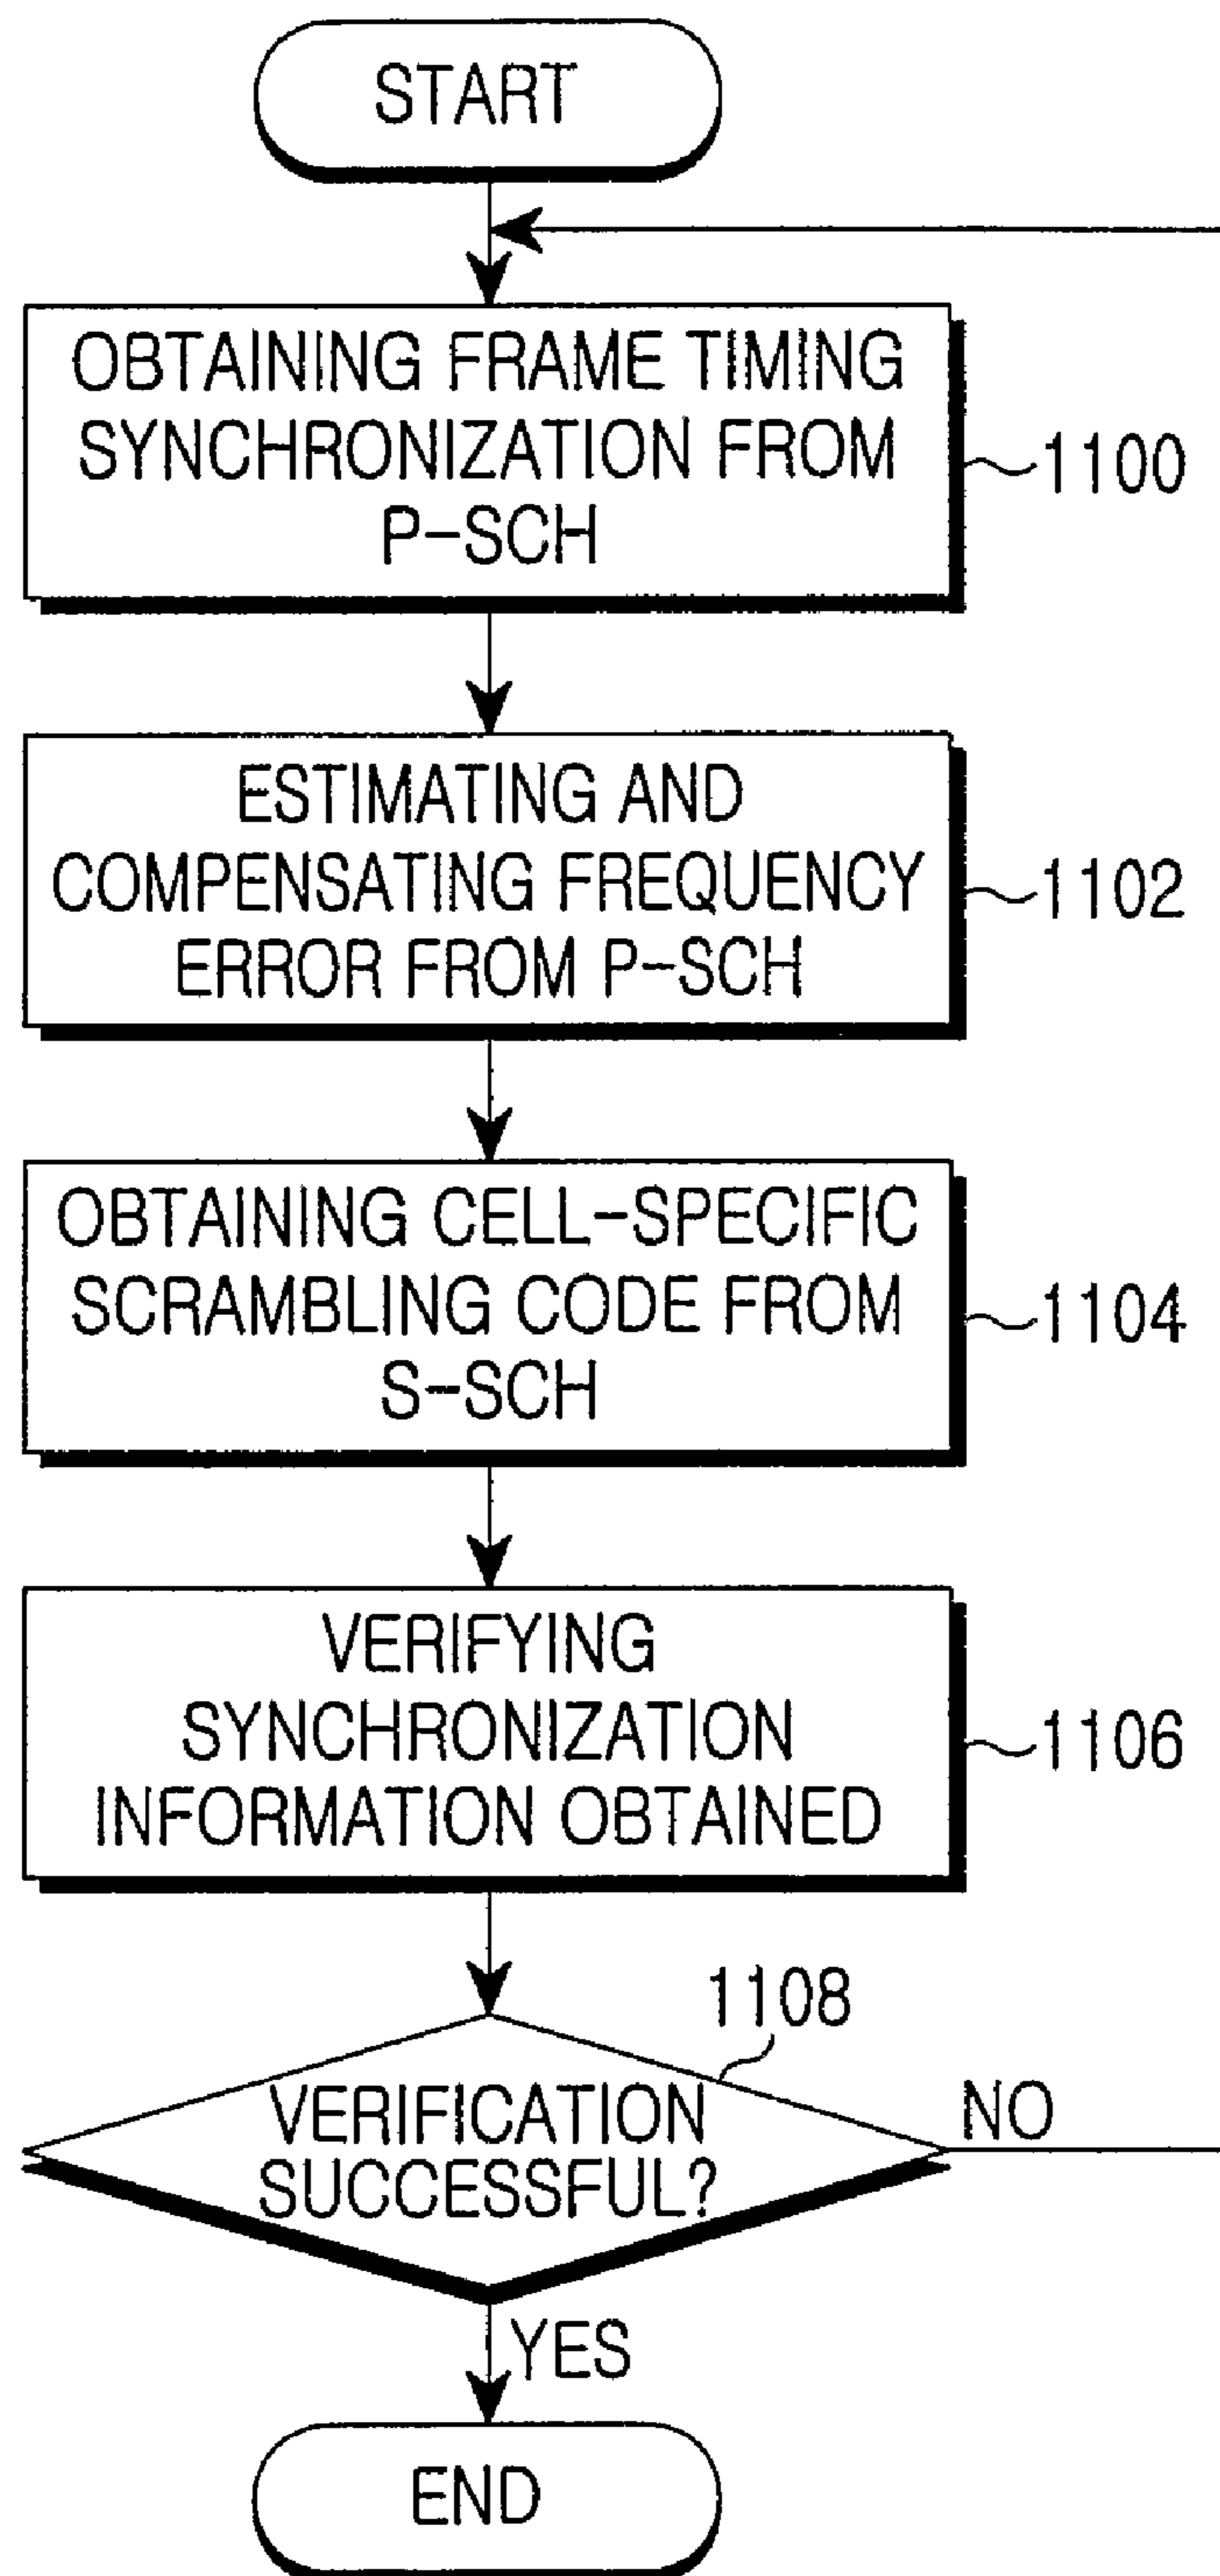 START
OBTAINING FRAME TIMING
SYNCHRONIZATION FROM
P-SCH
1100
ESTIMATING AND
COMPENSATING FREQUENCY
ERROR FROM P-SCH
1102
OBTAINING CELL-SPECIFIC
SCRAMBLING CODE FROM
S-SCH
1104
VERIFYING
SYNCHRONIZATION
INFORMATION OBTAINED
1106
1108
VERIFICATION
SUCCESSFUL?
NO
YES
END